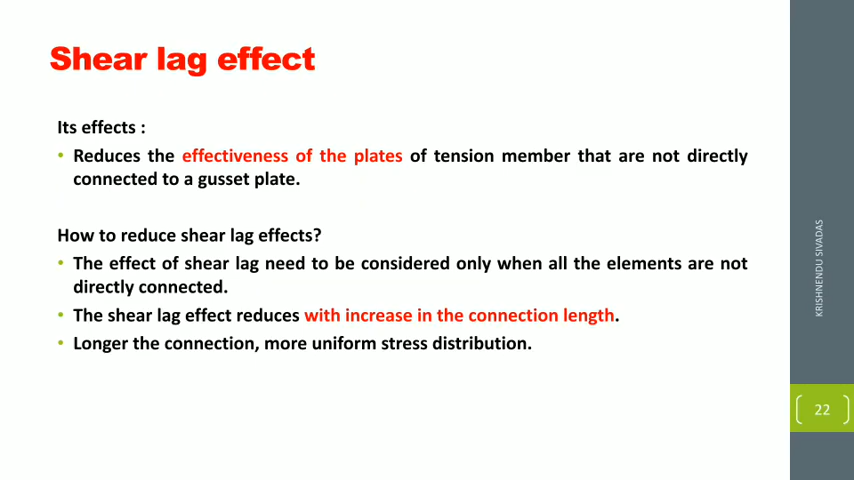 Shear lag effect
Its effects :
• Reduces the effectiveness of the plates of tension member that are not directly
connected to a gusset plate.
How to reduce shear lag effects?
• The effect of shear lag need to be considered only when all the elements are not
directly connected.
• The shear lag effect reduces with increase in the connection length.
• Longer the connection, more uniform stress distribution.
KRISHNENDU SIVADAS
22